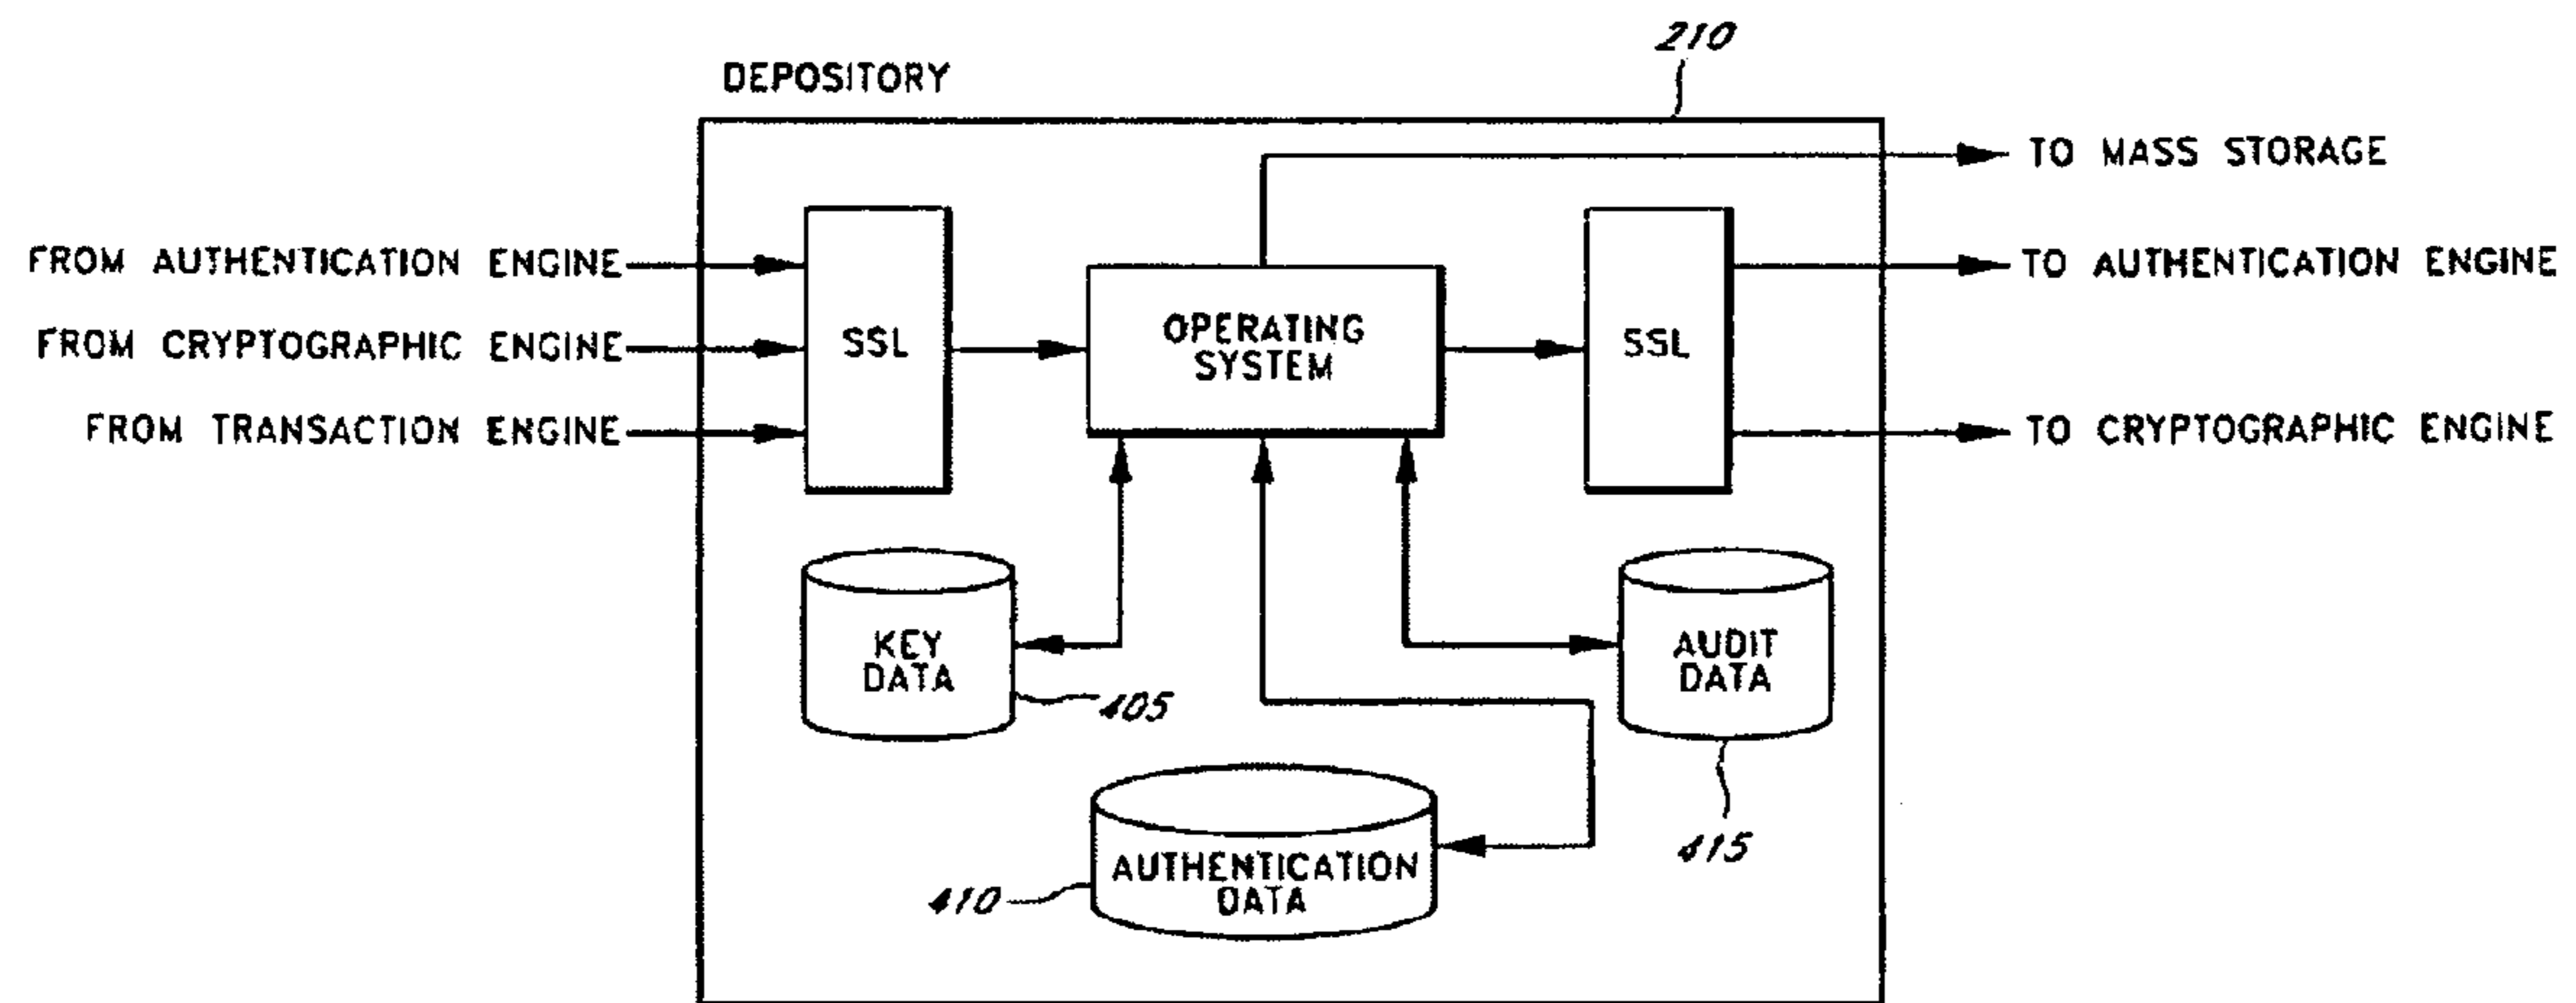 210
DEPOSITORY
TO MASS STORAGE
FROM AUTHENTICATION ENGINE
TO AUTHENTICATION ENGINE
FROM CRYPTOGRAPHIC ENGINE
SSL
OPERATING
SYSTEM
SSL
FROM TRANSACTION ENGINE
TO CRYPTOGRAPHIC ENGINE
KEY
DATA
405
AUDIT
DATA
415
AUTHENTICATION
DATA
410